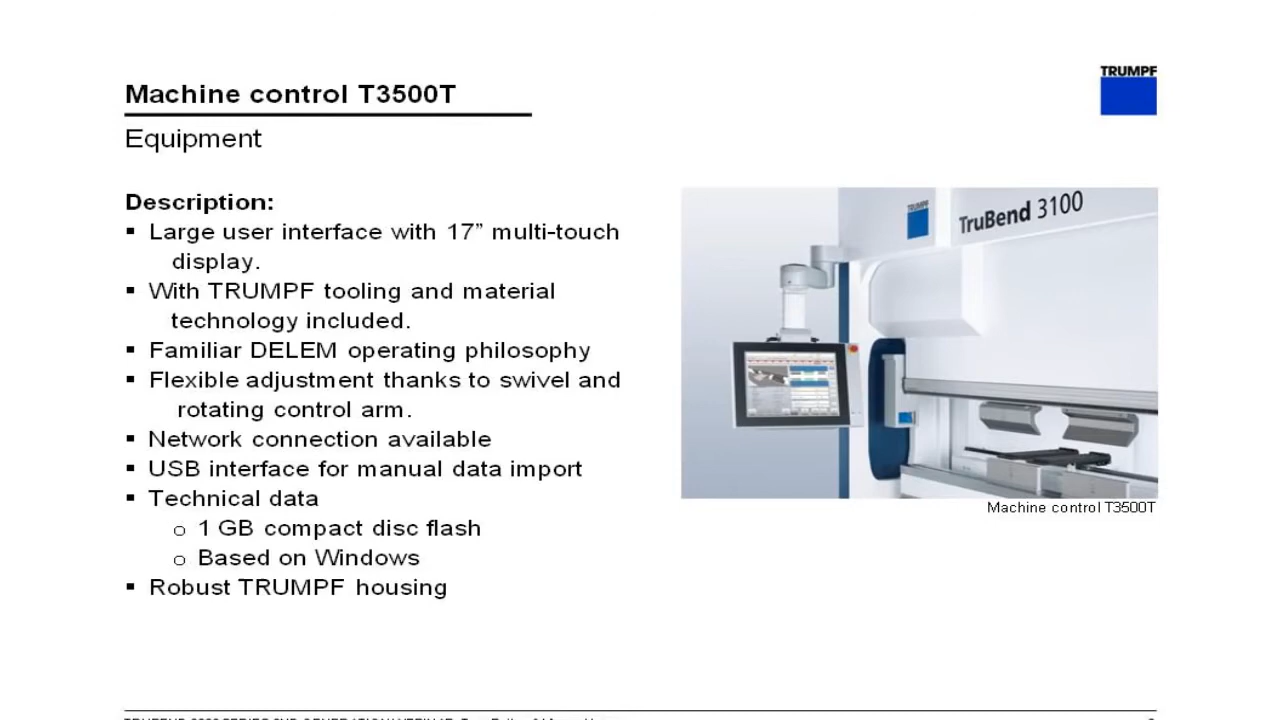 Machine control T3500T
TRUMPF
Equipment
Description:
▪ Large user interface with 17” multi-touch
display.
▪ With TRUMPF tooling and material
technology included.
▪ Familiar DELEM operating philosophy
▪ Flexible adjustment thanks to swivel and
rotating control arm.
▪ Network connection available
▪ USB interface for manual data import
▪ Technical data
o 1 GB compact disc flash
o Based on Windows
▪ Robust TRUMPF housing
TRUMPF
TruBend 3100
Machine control T3500T